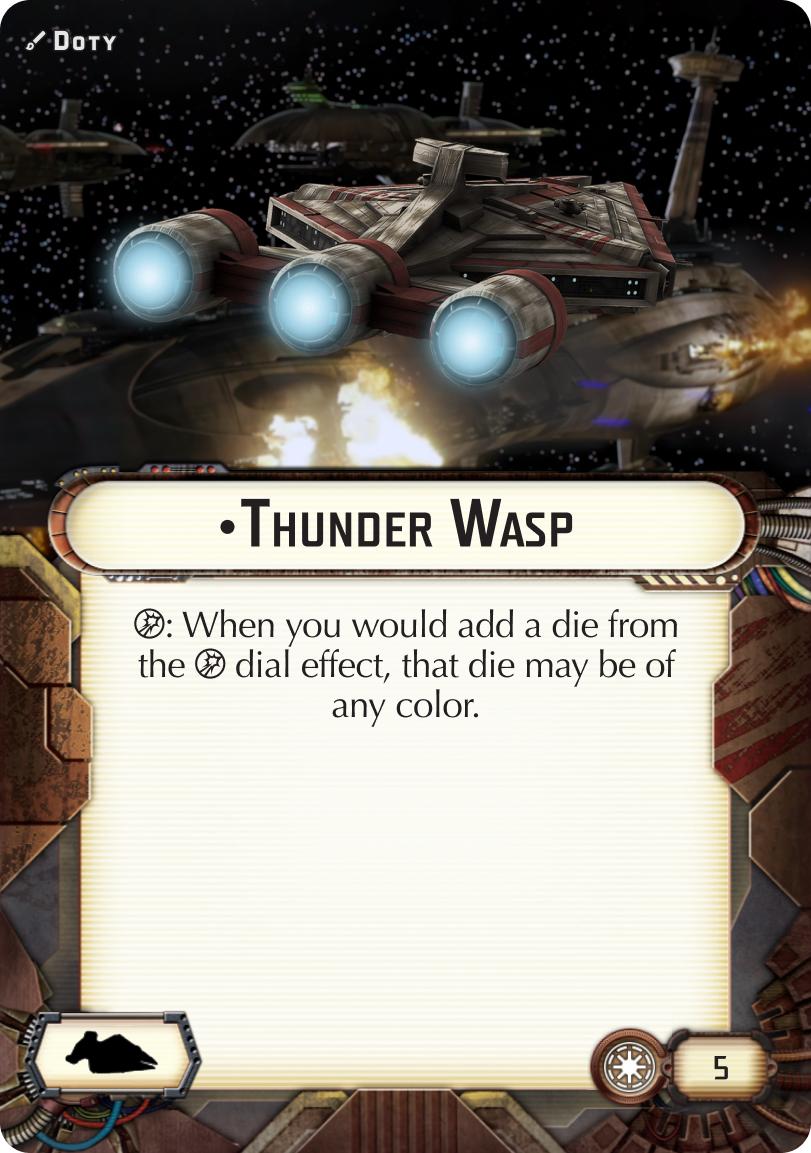 Doty
•Thunder Wasp
: When you would add a die from
the dial effect, that die may be of
any color.
5